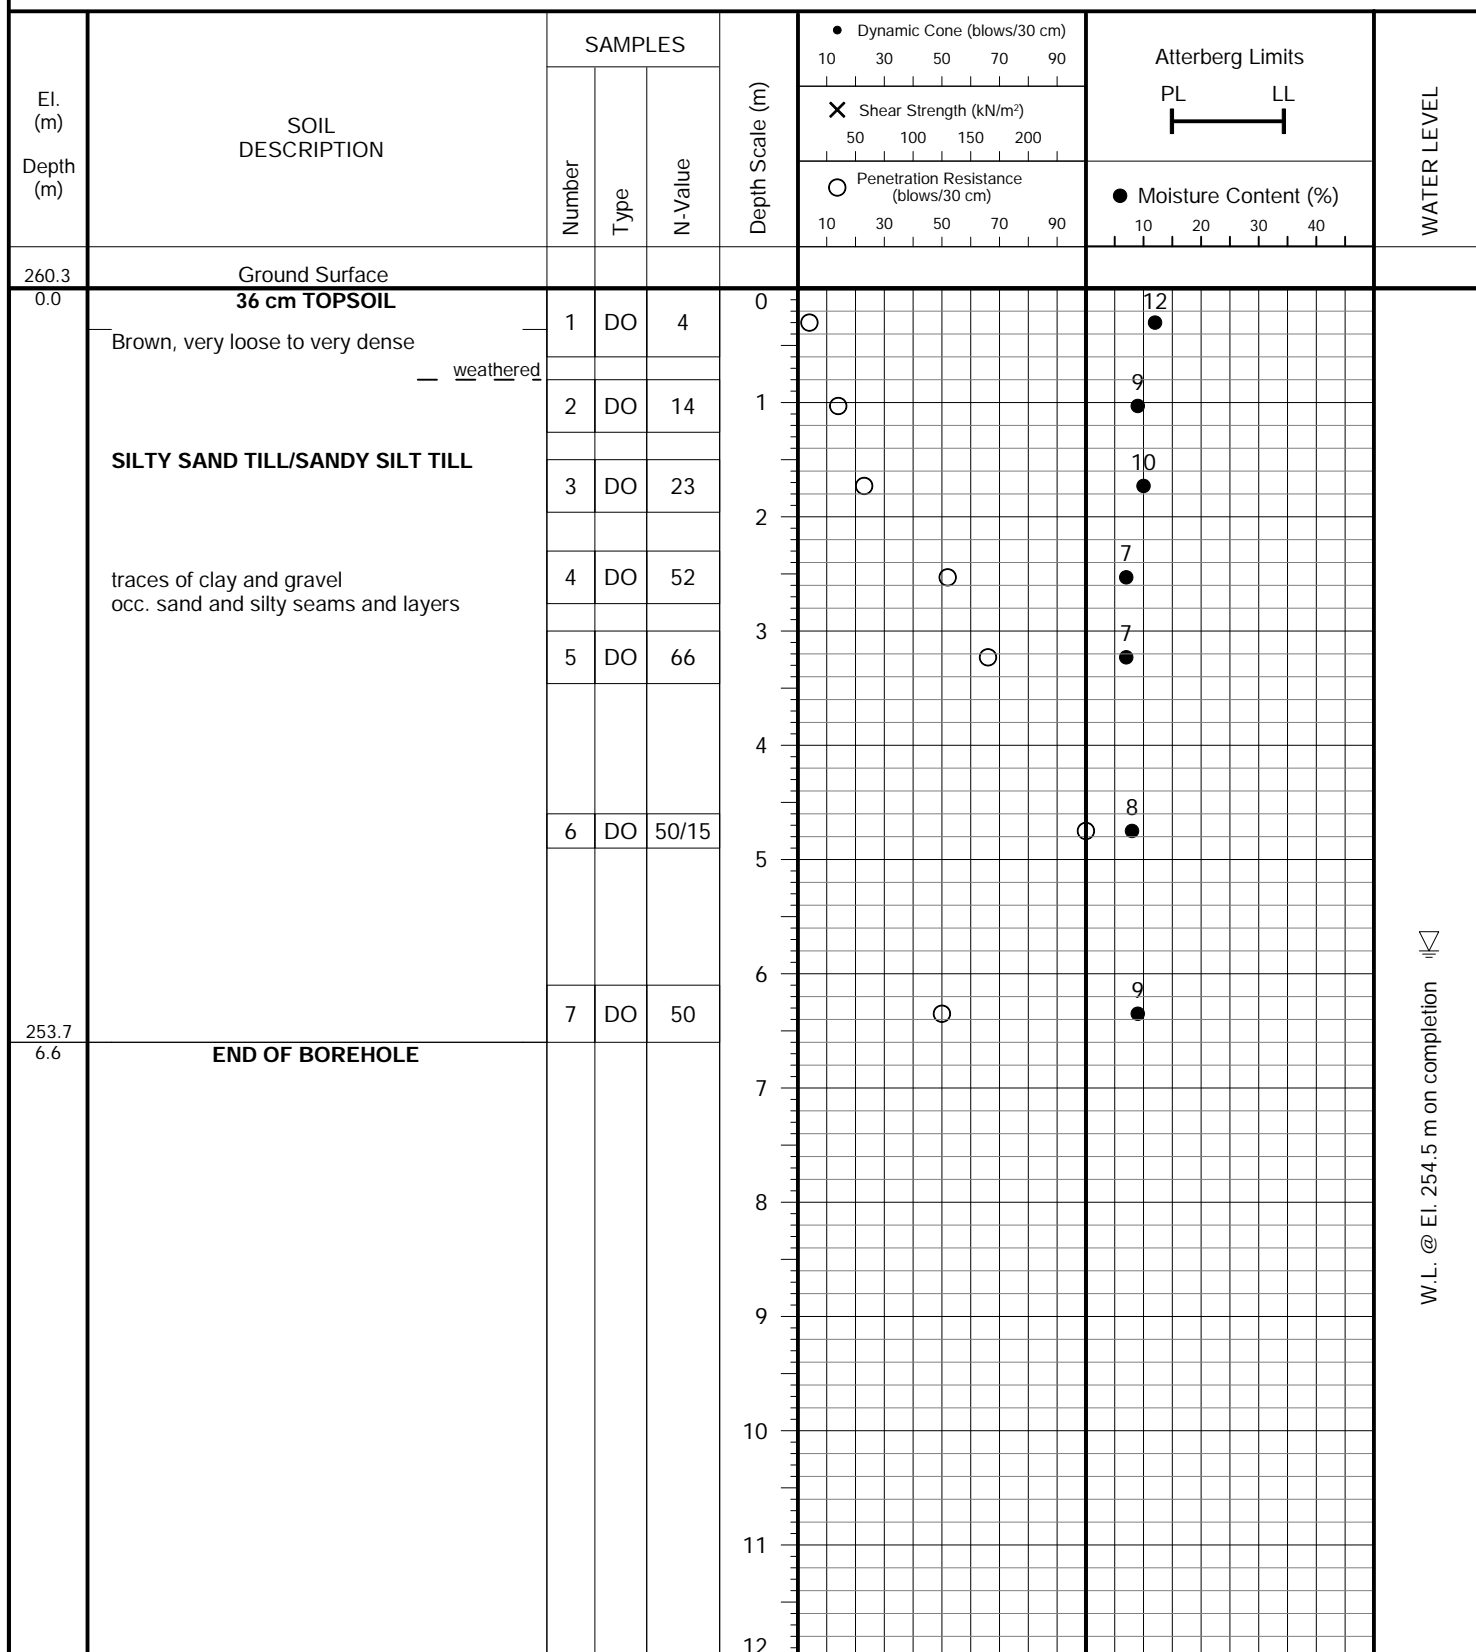 El.
(m)
Depth
(m)
SOIL
DESCRIPTION
SAMPLES
Number
Type
N-Value
Depth Scale (m)
● Dynamic Cone (blows/30 cm)
10 30 50 70 90
✕ Shear Strength (kN/m²)
50 100 150 200
○ Penetration Resistance
(blows/30 cm)
10 30 50 70 90
Atterberg Limits
PL LL
● Moisture Content (%)
10 20 30 40
WATER LEVEL
260.3 Ground Surface
0.0 36 cm TOPSOIL 0
12
1 DO 4
Brown, very loose to very dense
weathered
9
2 DO 14 1
SILTY SAND TILL/SANDY SILT TILL
10
3 DO 23
2
7
traces of clay and gravel 4 DO 52
occ. sand and silty seams and layers
3 7
5 DO 66
4
8
6 DO 50/15
5
6
9
7 DO 50
253.7
6.6 END OF BOREHOLE
7
8
9
10
11
12
W.L. @ El. 254.5 m on completion